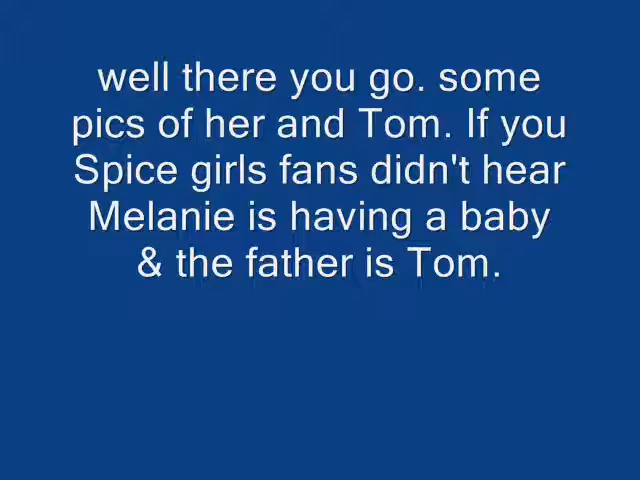 well there you go. some
pics of her and Tom. If you
Spice girls fans didn't hear
Melanie is having a baby
& the father is Tom.